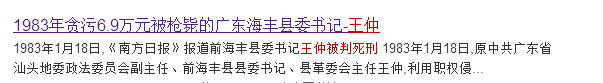 1983年贪污6.9万元被枪毙的广东海丰县委书记-王仲
1983年1月18日,《南方日报》报道前海丰县委书记王仲被判死刑 1983年1月18日,原中共广东省
汕头地委政法委员会副主任、前海丰县委书记、县革委会主任王仲,利用职权侵...